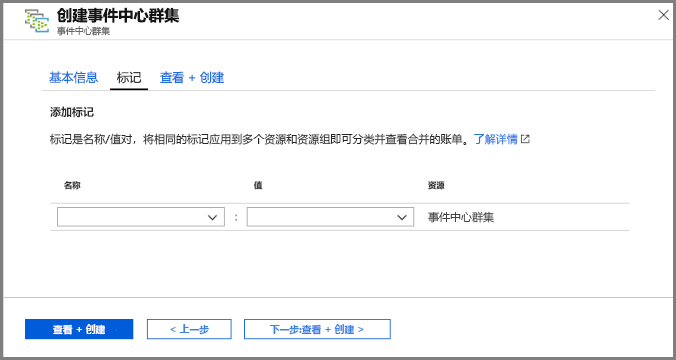 创建事件中心群集
事件中心群集
基本信息 标记 查看 + 创建
添加标记
标记是名称/值对，将相同的标记应用到多个资源和资源组即可分类并查看合并的账单。了解详情
名称 值 资源
: 事件中心群集
查看 + 创建 < 上一步 下一步:查看 + 创建 >